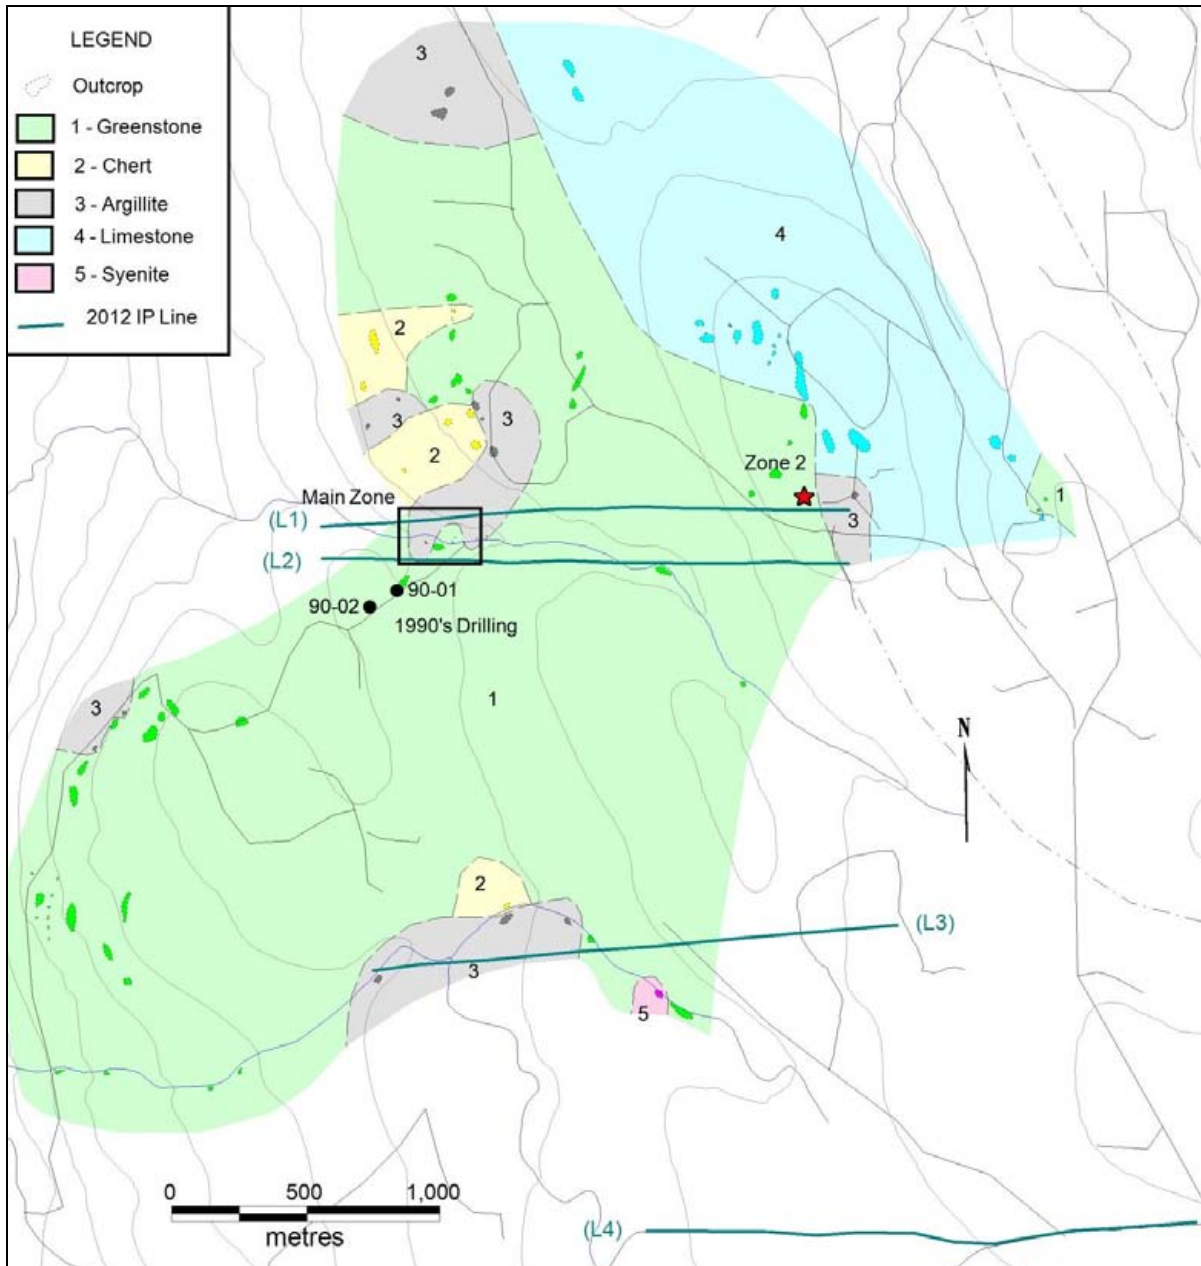 LEGEND
Outcrop
1 - Greenstone
2 - Chert
3 - Argillite
4 - Limestone
5 - Syenite
2012 IP Line
3
4
2
3
3
2
Zone 2
1
Main Zone
(L1)
3
(L2)
90-01
90-02
1990's Drilling
1
3
N
2
(L3)
3
5
0 500 1,000
metres
(L4)